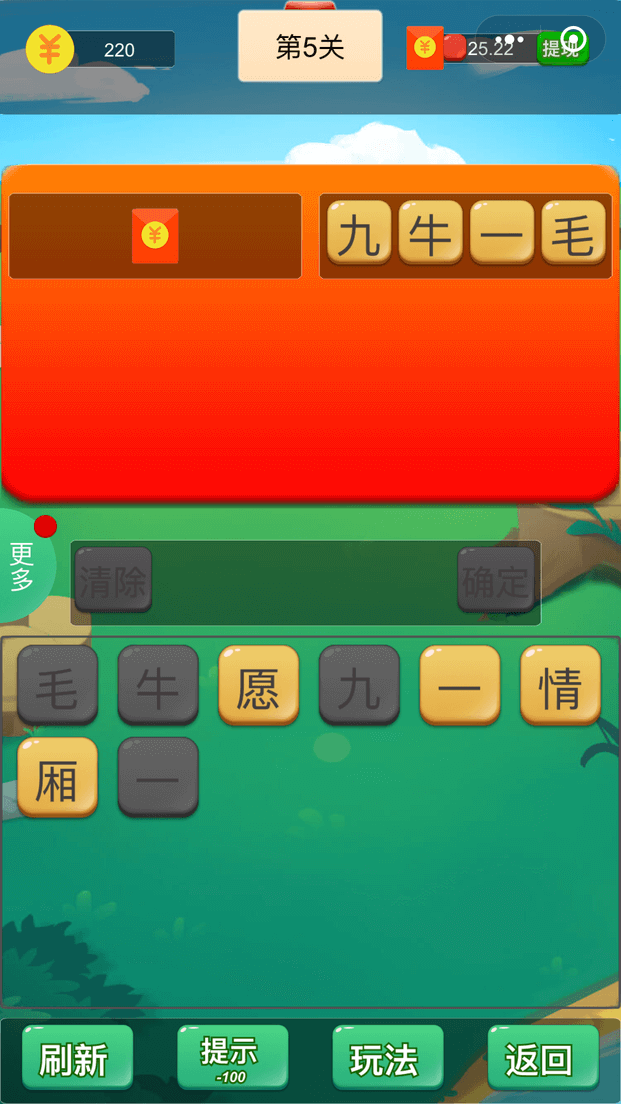 220
第5关
25.22 提现
九牛一毛
更多
清除 确定
毛 牛 愿 九 一 情
厢 一
刷新 提示 玩法 返回
-100